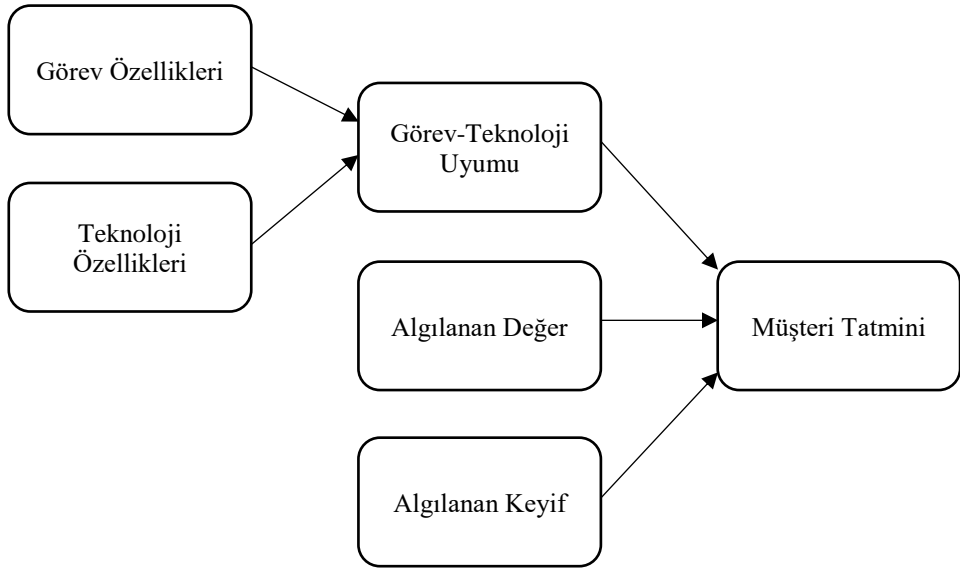 Görev Özellikleri
Teknoloji
Özellikleri
Görev-Teknoloji
Uyumu
Algılanan Değer
Algılanan Keyif
Müşteri Tatmini